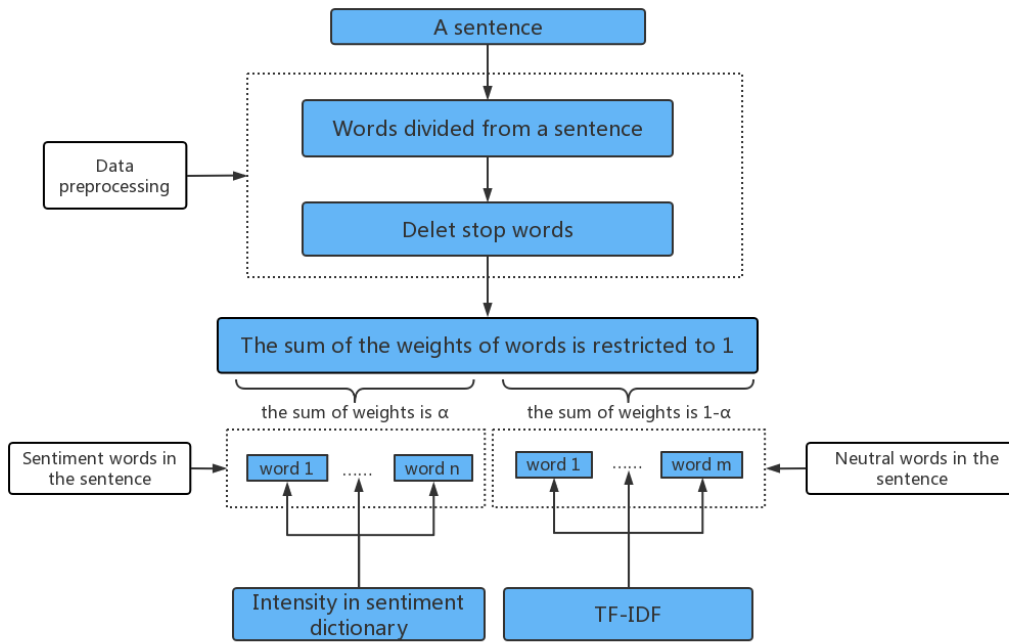 A sentence
Words divided from a sentence
Data
preprocessing
Delet stop words
The sum of the weights of words is restricted to 1
the sum of weights is α
the sum of weights is 1-α
Sentiment words in
the sentence
word 1
......
word n
word 1
......
word m
Neutral words in the
sentence
Intensity in sentiment
dictionary
TF-IDF